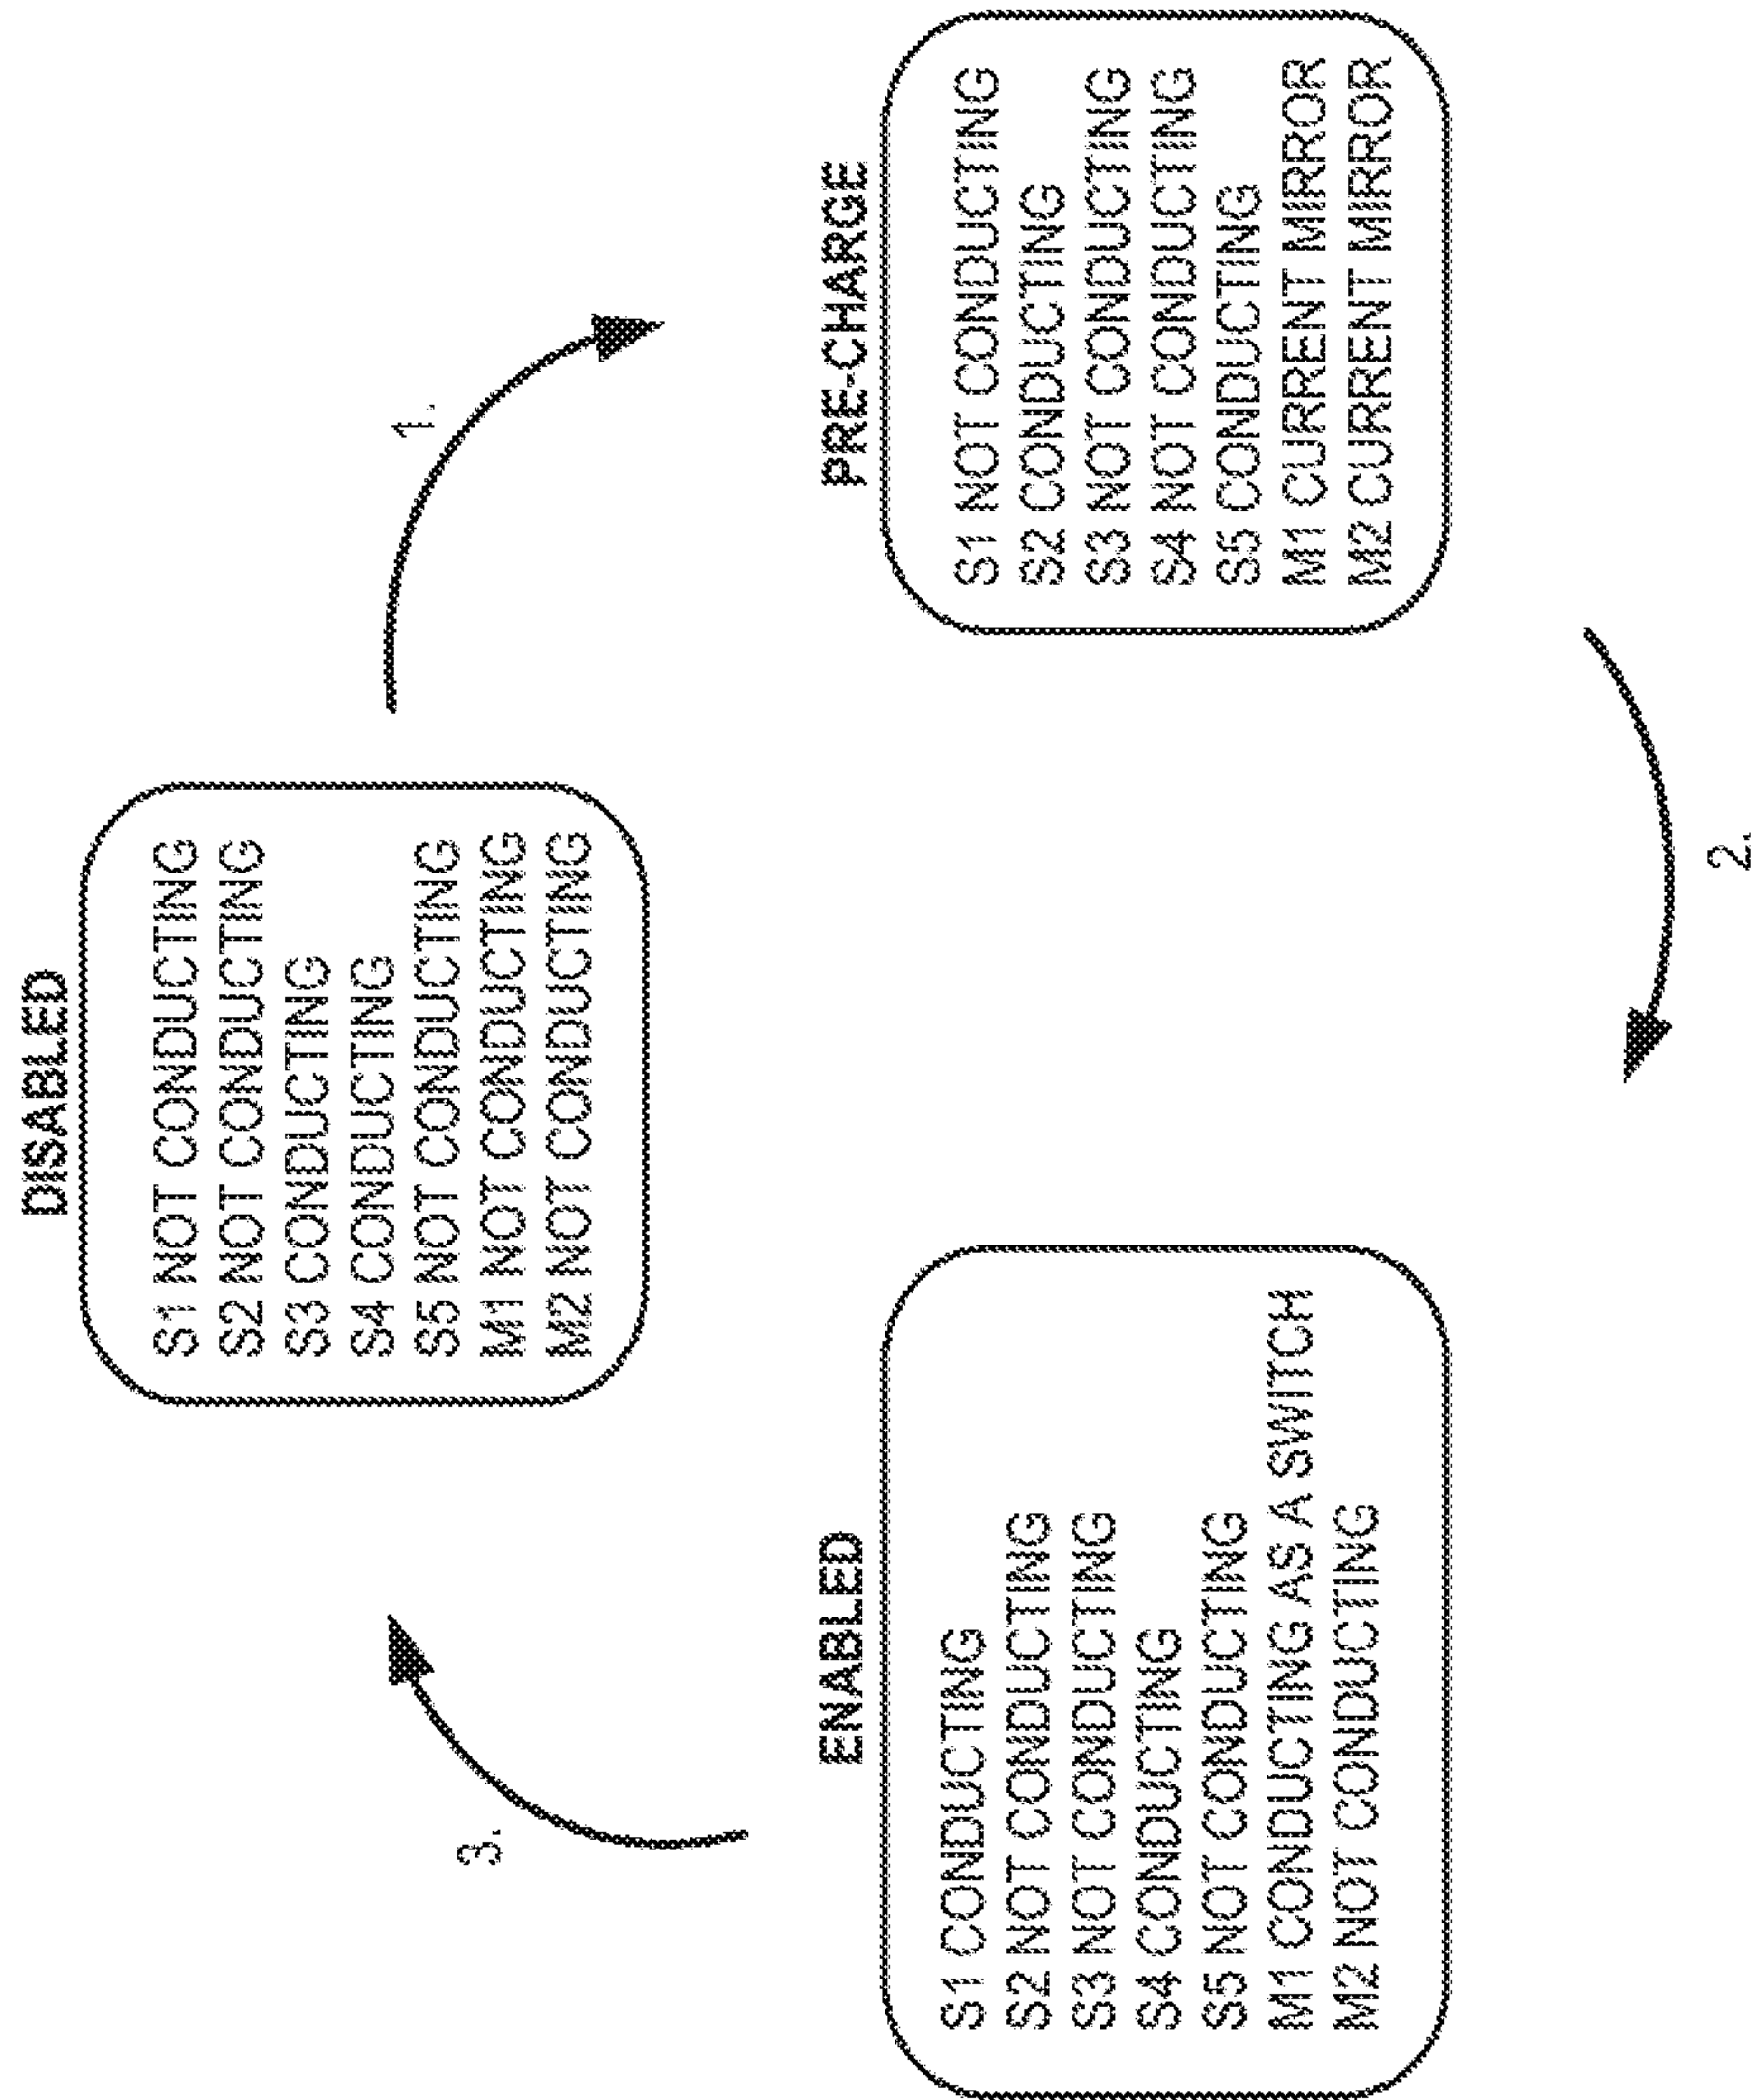 DISABLED
S1 NOT CONDUCTING
S2 NOT CONDUCTING
S3 CONDUCTING
S4 CONDUCTING
S5 NOT CONDUCTING
M1 NOT CONDUCTING
M2 NOT CONDUCTING
1.
PRE-CHARGE
S1 NOT CONDUCTING
S2 CONDUCTING
S3 NOT CONDUCTING
S4 NOT CONDUCTING
S5 CONDUCTING
M1 CURRENT MIRROR
M2 CURRENT MIRROR
2.
ENABLED
S1 CONDUCTING
S2 NOT CONDUCTING
S3 NOT CONDUCTING
S4 CONDUCTING
S5 NOT CONDUCTING
M1 CONDUCTING AS A SWITCH
M2 NOT CONDUCTING
3.